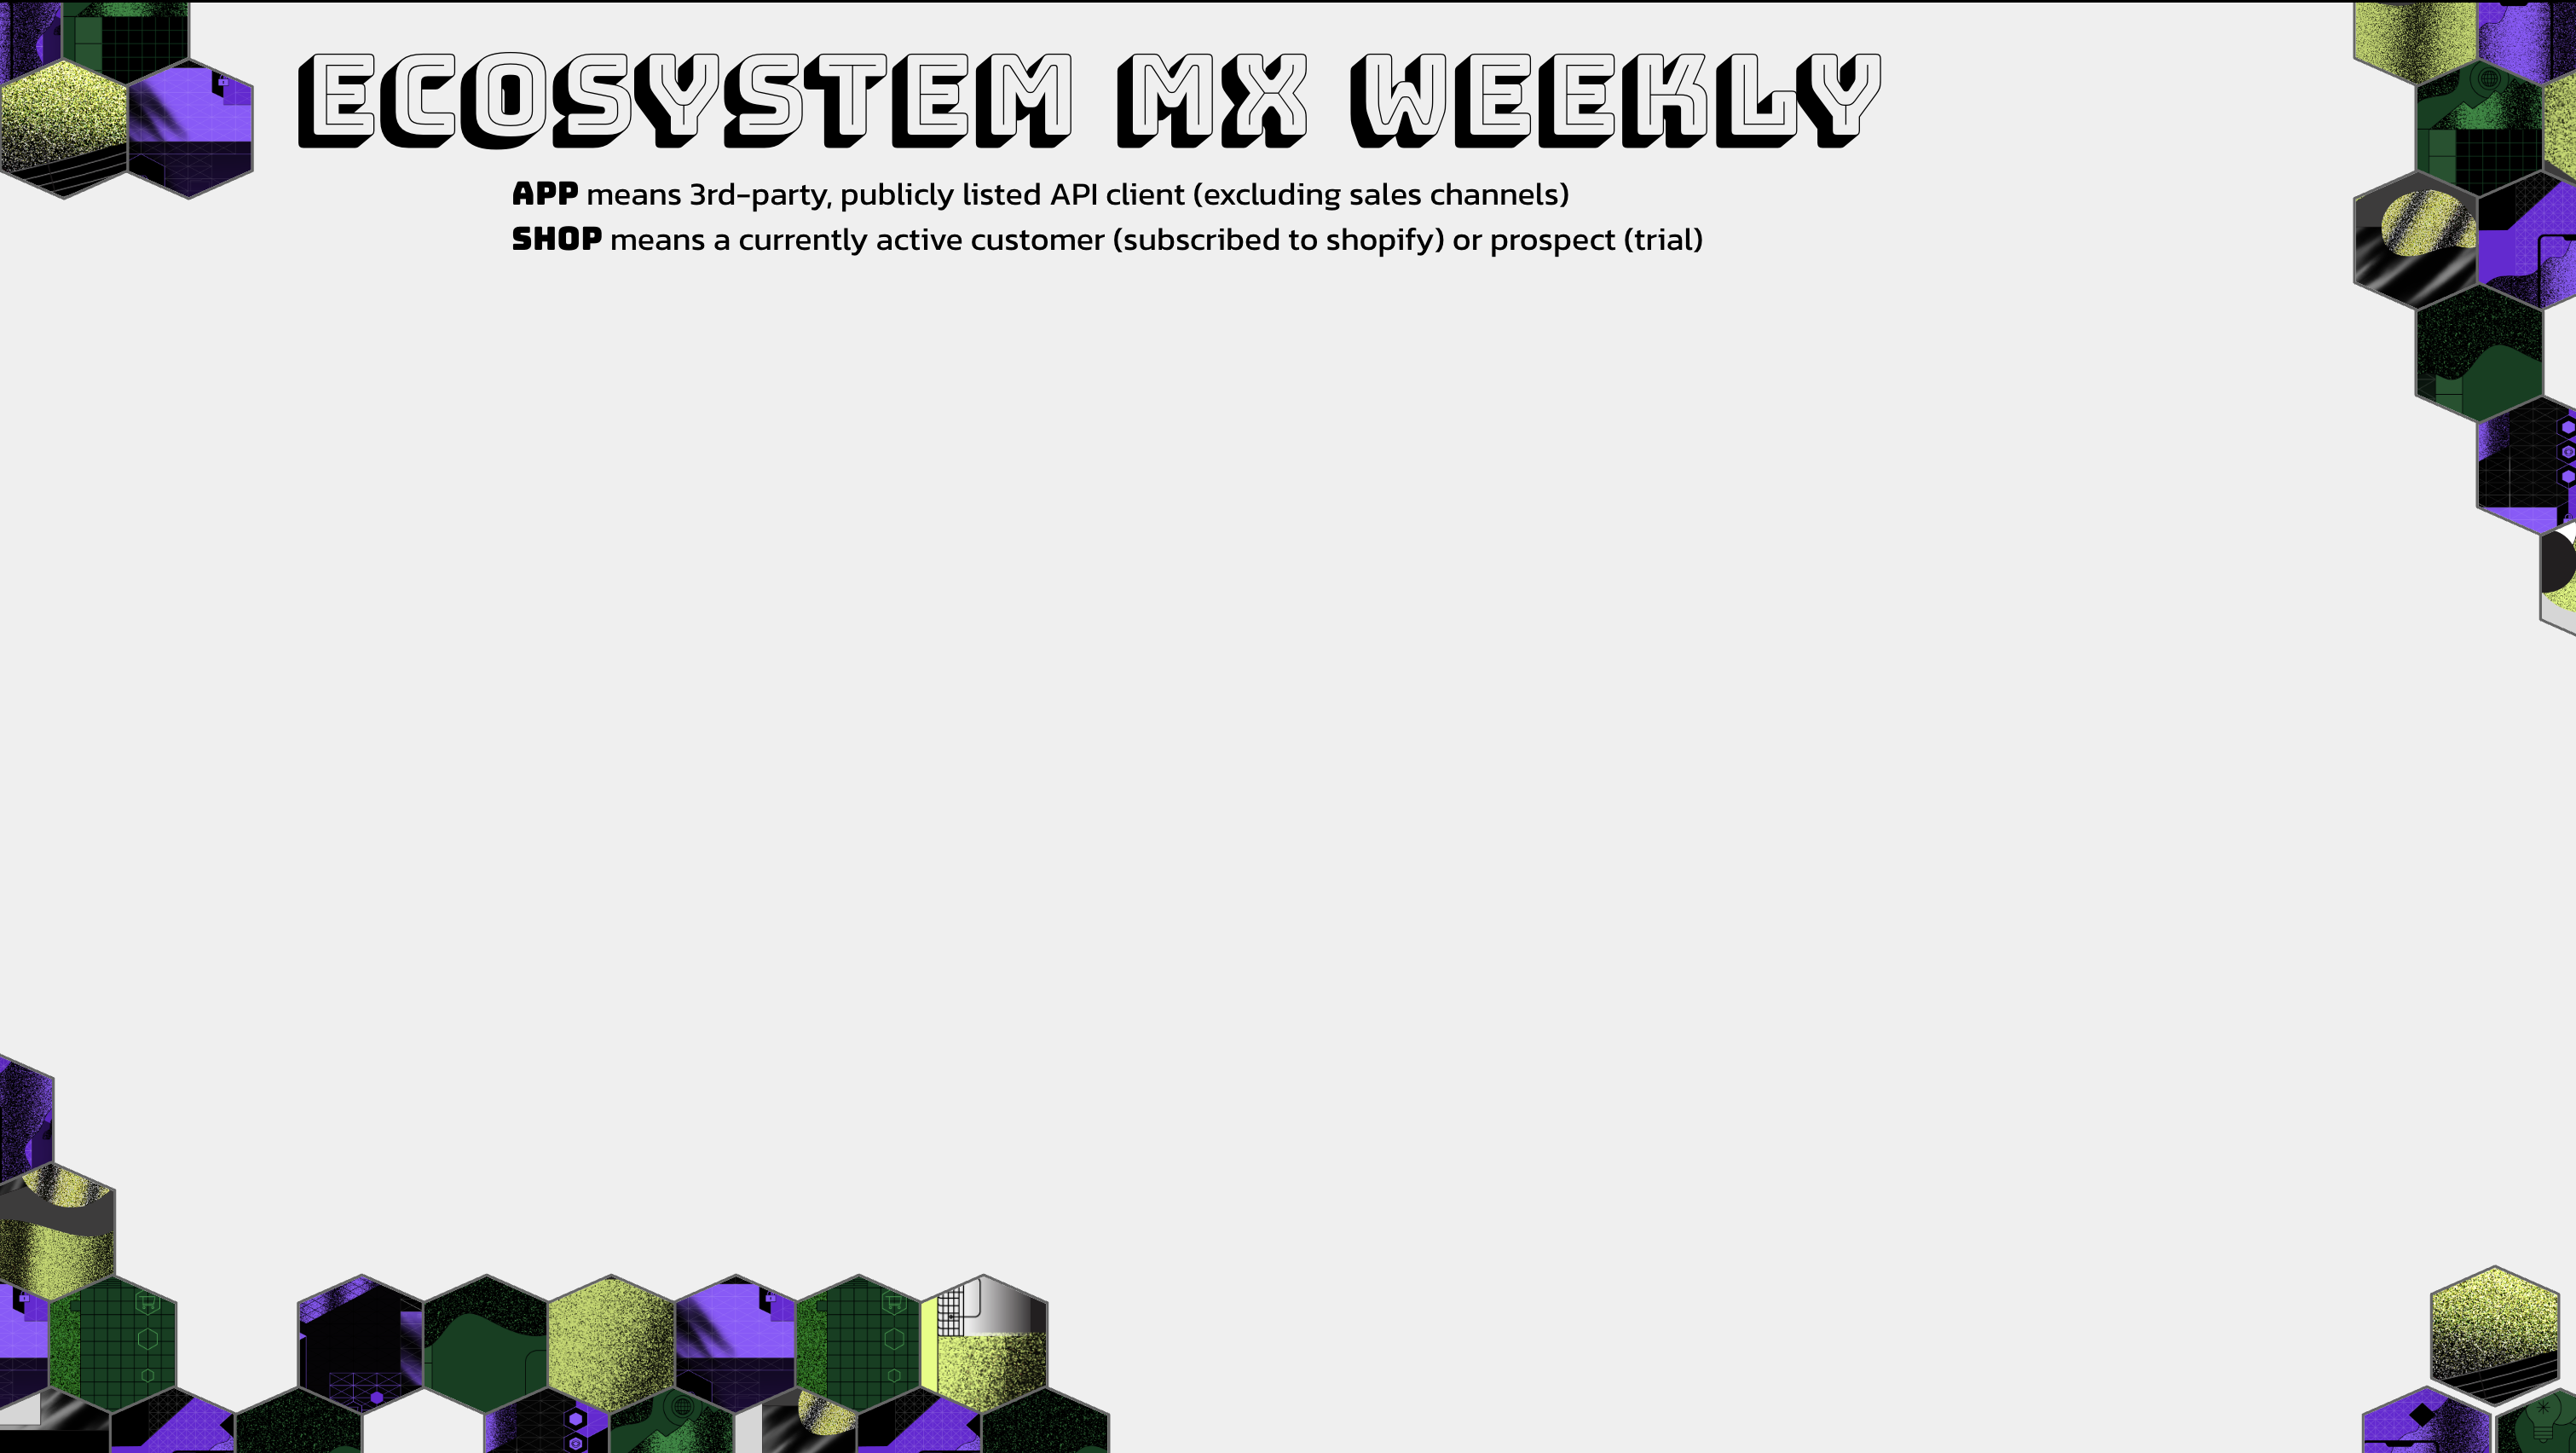 ECOSYSTEM MX WEEKLY
APP means 3rd-party, publicly listed API client (excluding sales channels)
SHOP means a currently active customer (subscribed to shopify) or prospect (trial)